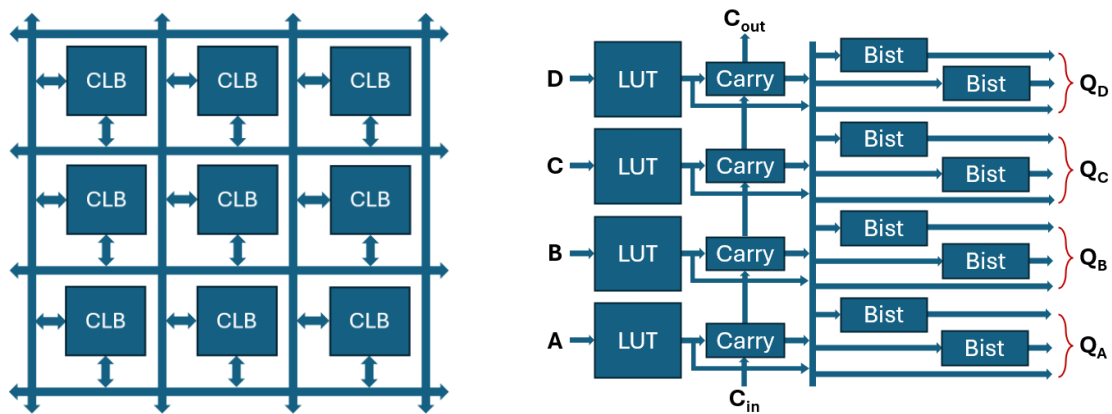 CLB CLB CLB
CLB CLB CLB
CLB CLB CLB
Cout
D LUT Carry Bist Bist QD
C LUT Carry Bist Bist QC
B LUT Carry Bist Bist QB
A LUT Carry Bist Bist QA
Cin